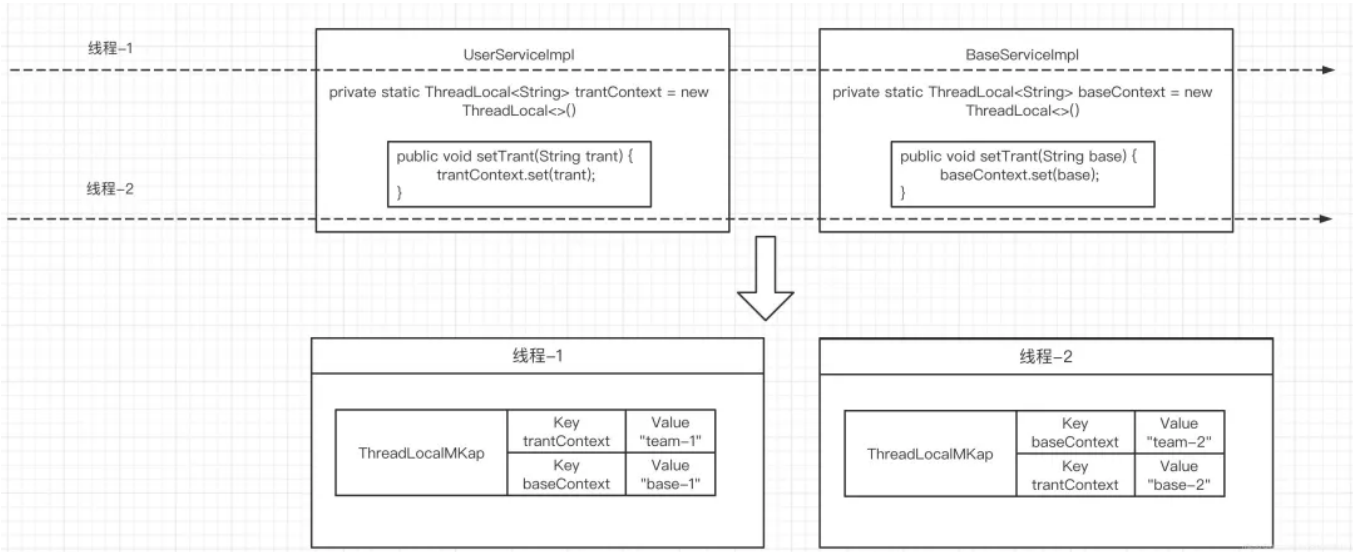 线程-1
UserServiceImpl
private static ThreadLocal<String> trantContext = new
ThreadLocal<>()
public void setTrant(String trant) {
trantContext.set(trant);
}
BaseServiceImpl
private static ThreadLocal<String> baseContext = new
ThreadLocal<>()
public void setTrant(String base) {
baseContext.set(base);
}
线程-2
线程-1
ThreadLocalMKap
Key
trantContext
Value
"team-1"
Key
baseContext
Value
"base-1"
线程-2
ThreadLocalMKap
Key
baseContext
Value
"team-2"
Key
trantContext
Value
"base-2"